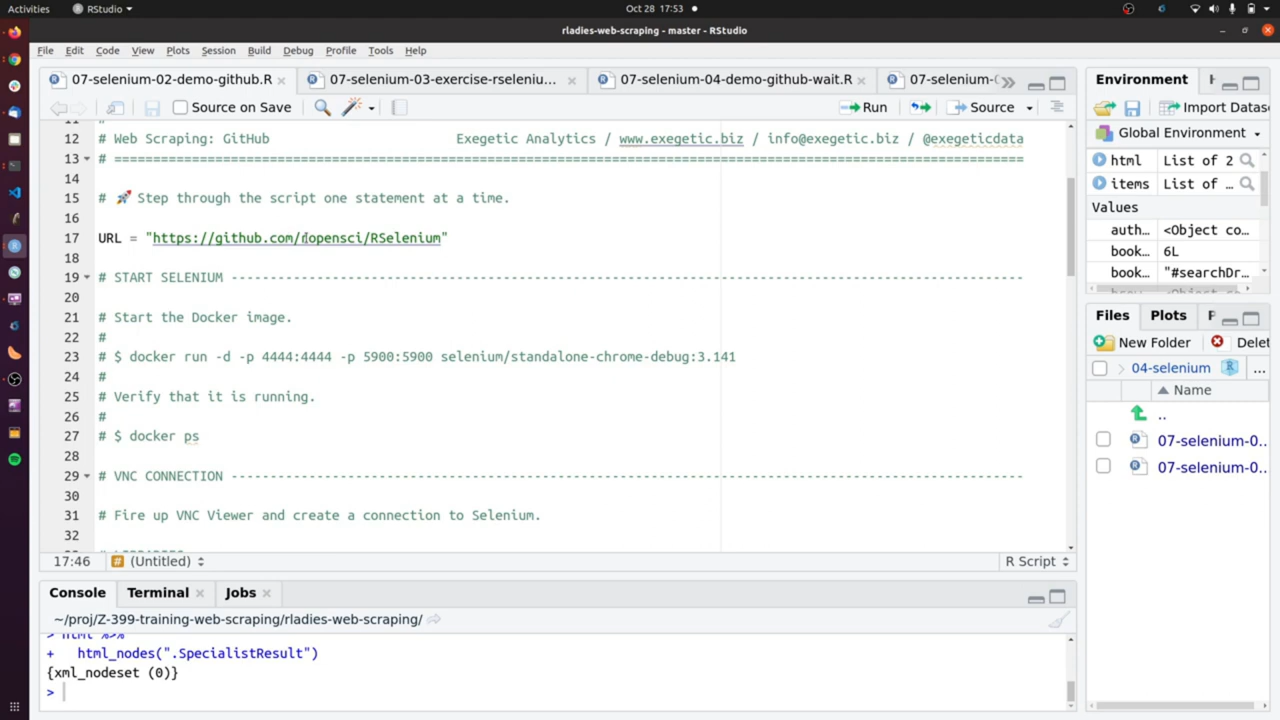 Activities RStudio Oct 28 17:53
rladies-web-scraping - master - RStudio
File Edit Code View Plots Session Build Debug Profile Tools Help
07-selenium-02-demo-github.R 07-selenium-03-exercise-rseleniu... 07-selenium-04-demo-github-wait.R 07-selenium-
Source on Save Run Source
12 # Web Scraping: GitHub Exegetic Analytics / www.exegetic.biz / info@exegetic.biz / @exegeticdata
13 # ==================================================================================================================
14
15 # 🚀 Step through the script one statement at a time.
16
17 URL = "https://github.com/ropensci/RSelenium"
18
19 # START SELENIUM ------------------------------------------------------------------------------------------------------
20
21 # Start the Docker image.
22 #
23 # $ docker run -d -p 4444:4444 -p 5900:5900 selenium/standalone-chrome-debug:3.141
24 #
25 # Verify that it is running.
26 #
27 # $ docker ps
28
29 # VNC CONNECTION ------------------------------------------------------------------------------------------------------
30
31 # Fire up VNC Viewer and create a connection to Selenium.
32
17:46 # (Untitled) R Script
Console Terminal Jobs
~/proj/Z-399-training-web-scraping/rladies-web-scraping/
> html %>%
+ html_nodes(".SpecialistResult")
{xml_nodeset (0)}
>
Environment
Import Datas
Global Environment
html List of 2
items List of ...
Values
auth... <Object co...
book... 6L
book... "#searchDr...
Files Plots
New Folder Delet
04-selenium ...
Name
..
07-selenium-0...
07-selenium-0...